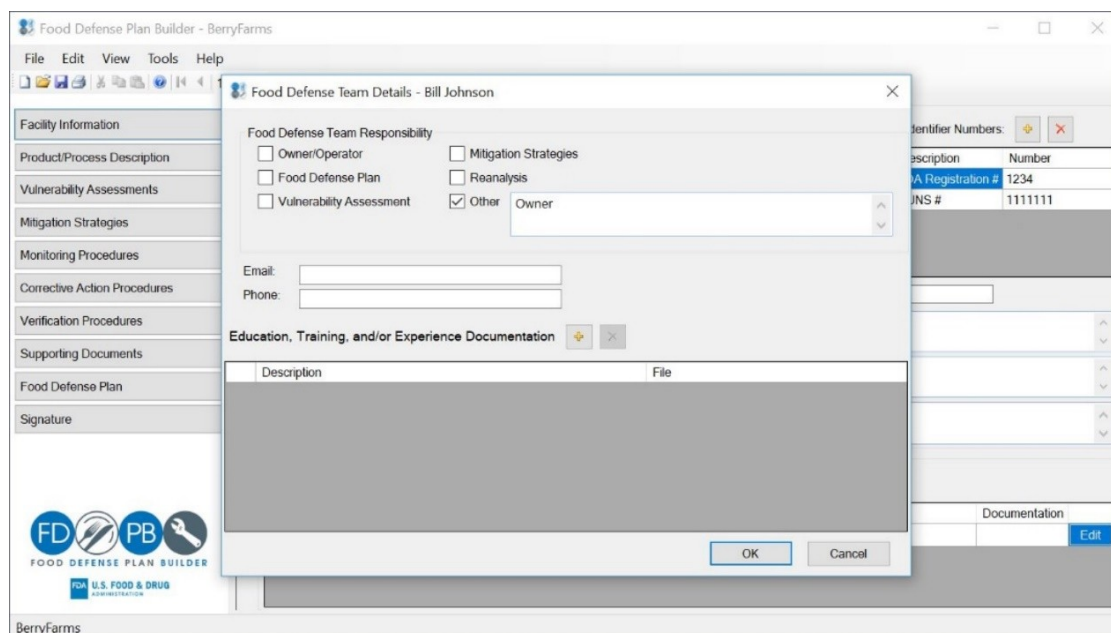 Food Defense Plan Builder - BerryFarms
File Edit View Tools Help
Food Defense Team Details - Bill Johnson
Facility Information
Product/Process Description
Vulnerability Assessments
Mitigation Strategies
Monitoring Procedures
Corrective Action Procedures
Verification Procedures
Supporting Documents
Food Defense Plan
Signature
Food Defense Team Responsibility
Owner/Operator
Mitigation Strategies
Food Defense Plan
Reanalysis
Vulnerability Assessment
Other Owner
Email:
Phone:
Education, Training, and/or Experience Documentation
Description File
OK Cancel
Numbers:
Number
Registration # 1234
# 1111111
Documentation
Edit
FD PB
FOOD DEFENSE PLAN BUILDER
FDA U.S. FOOD & DRUG
ADMINISTRATION
BerryFarms